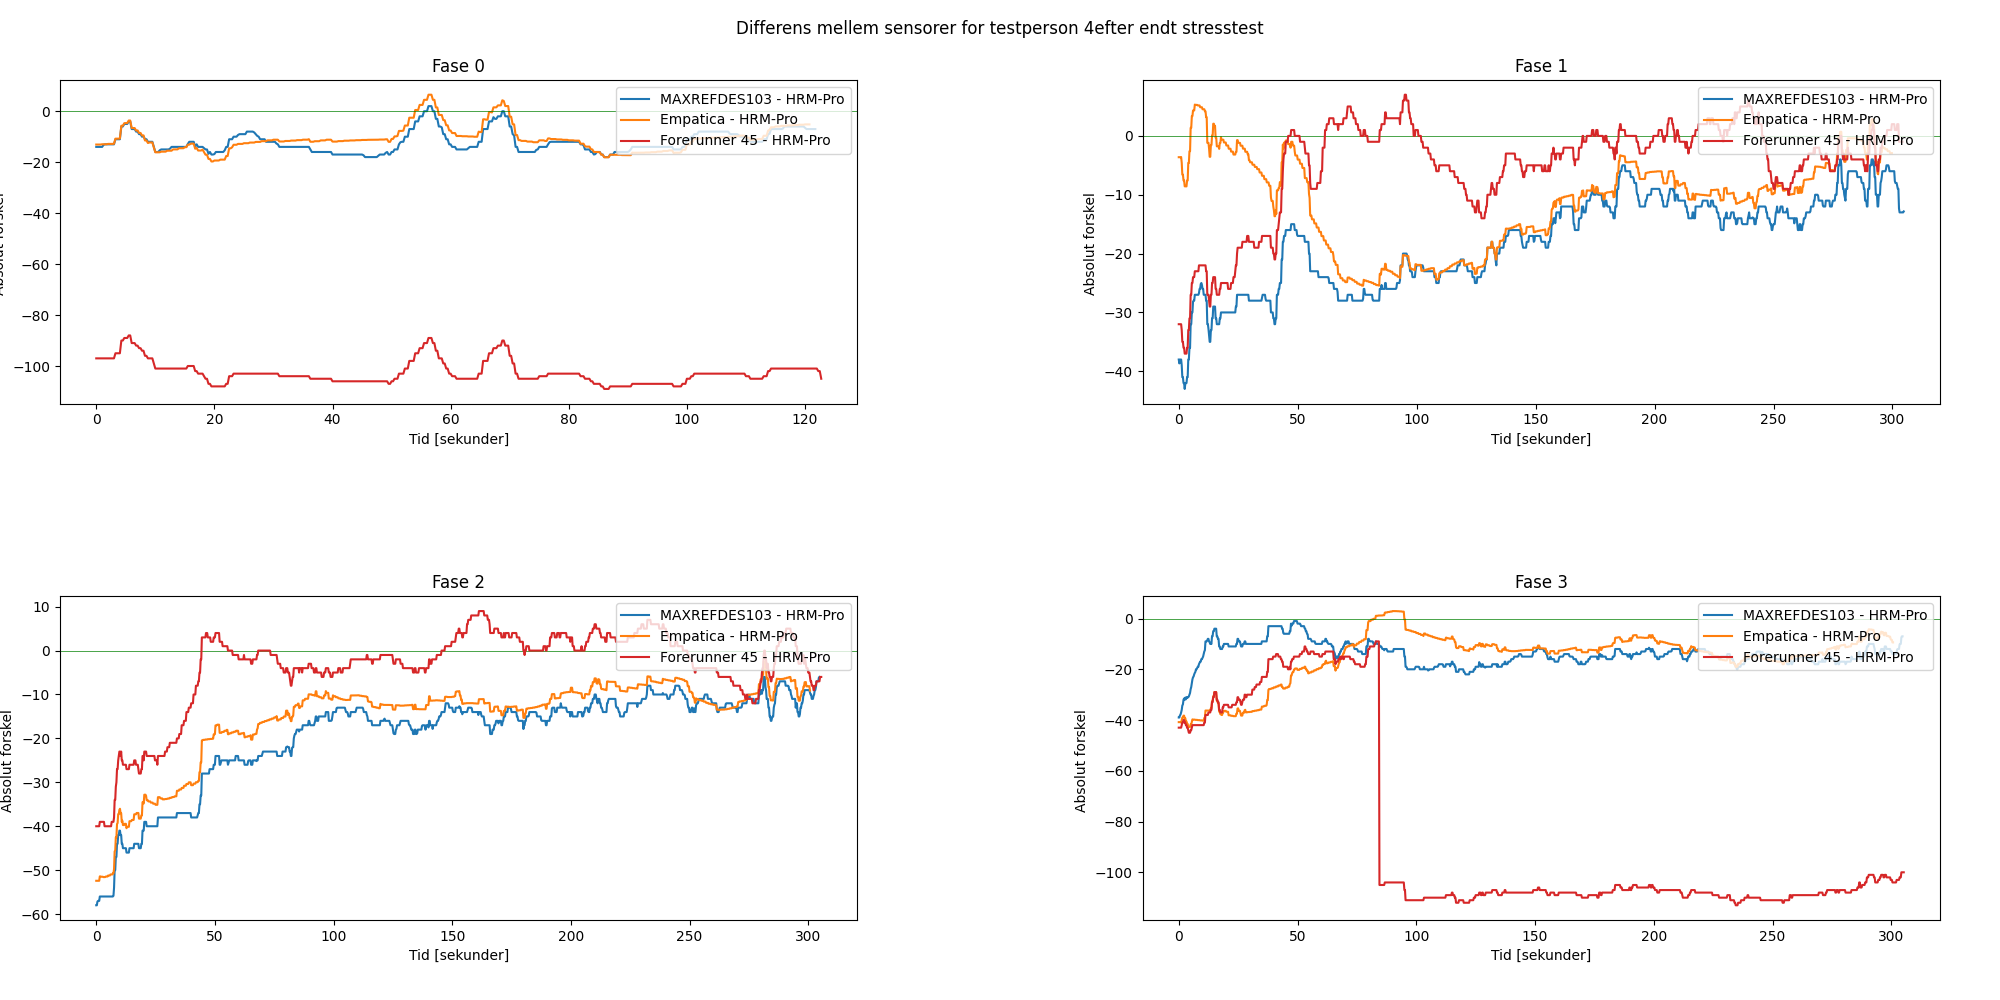 Differens mellem sensorer for testperson 4efter endt stresstest
Fase 0
MAXREFDES103 - HRM-Pro
Empatica - HRM-Pro
Forerunner 45 - HRM-Pro
0
−20
−40
−60
−80
−100
Absolut forskel
0 20 40 60 80 100 120
Tid [sekunder]
Fase 1
MAXREFDES103 - HRM-Pro
Empatica - HRM-Pro
Forerunner 45 - HRM-Pro
0
−10
−20
−30
−40
Absolut forskel
0 50 100 150 200 250 300
Tid [sekunder]
Fase 2
MAXREFDES103 - HRM-Pro
Empatica - HRM-Pro
Forerunner 45 - HRM-Pro
10
0
−10
−20
−30
−40
−50
−60
Absolut forskel
0 50 100 150 200 250 300
Tid [sekunder]
Fase 3
MAXREFDES103 - HRM-Pro
Empatica - HRM-Pro
Forerunner 45 - HRM-Pro
0
−20
−40
−60
−80
−100
Absolut forskel
0 50 100 150 200 250 300
Tid [sekunder]